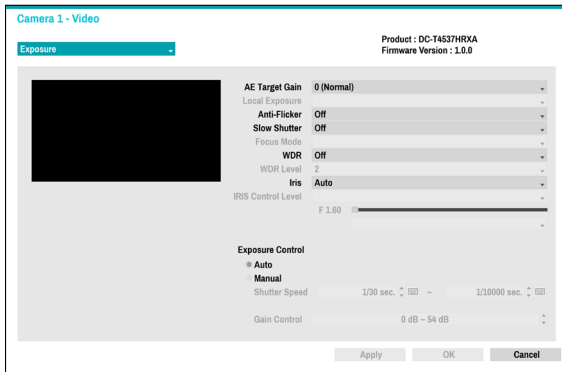 Camera 1 - Video
Product : DC-T4537HRXA
Exposure
Firmware Version : 1.0.0
AE Target Gain 0 (Normal)
Local Exposure
Anti-Flicker Off
Slow Shutter Off
Focus Mode
WDR Off
WDR Level 2
Iris Auto
IRIS Control Level
F 1.60
Exposure Control
Auto
Manual
Shutter Speed 1/30 sec. ~ 1/10000 sec.
Gain Control 0 dB ~ 54 dB
Apply OK Cancel